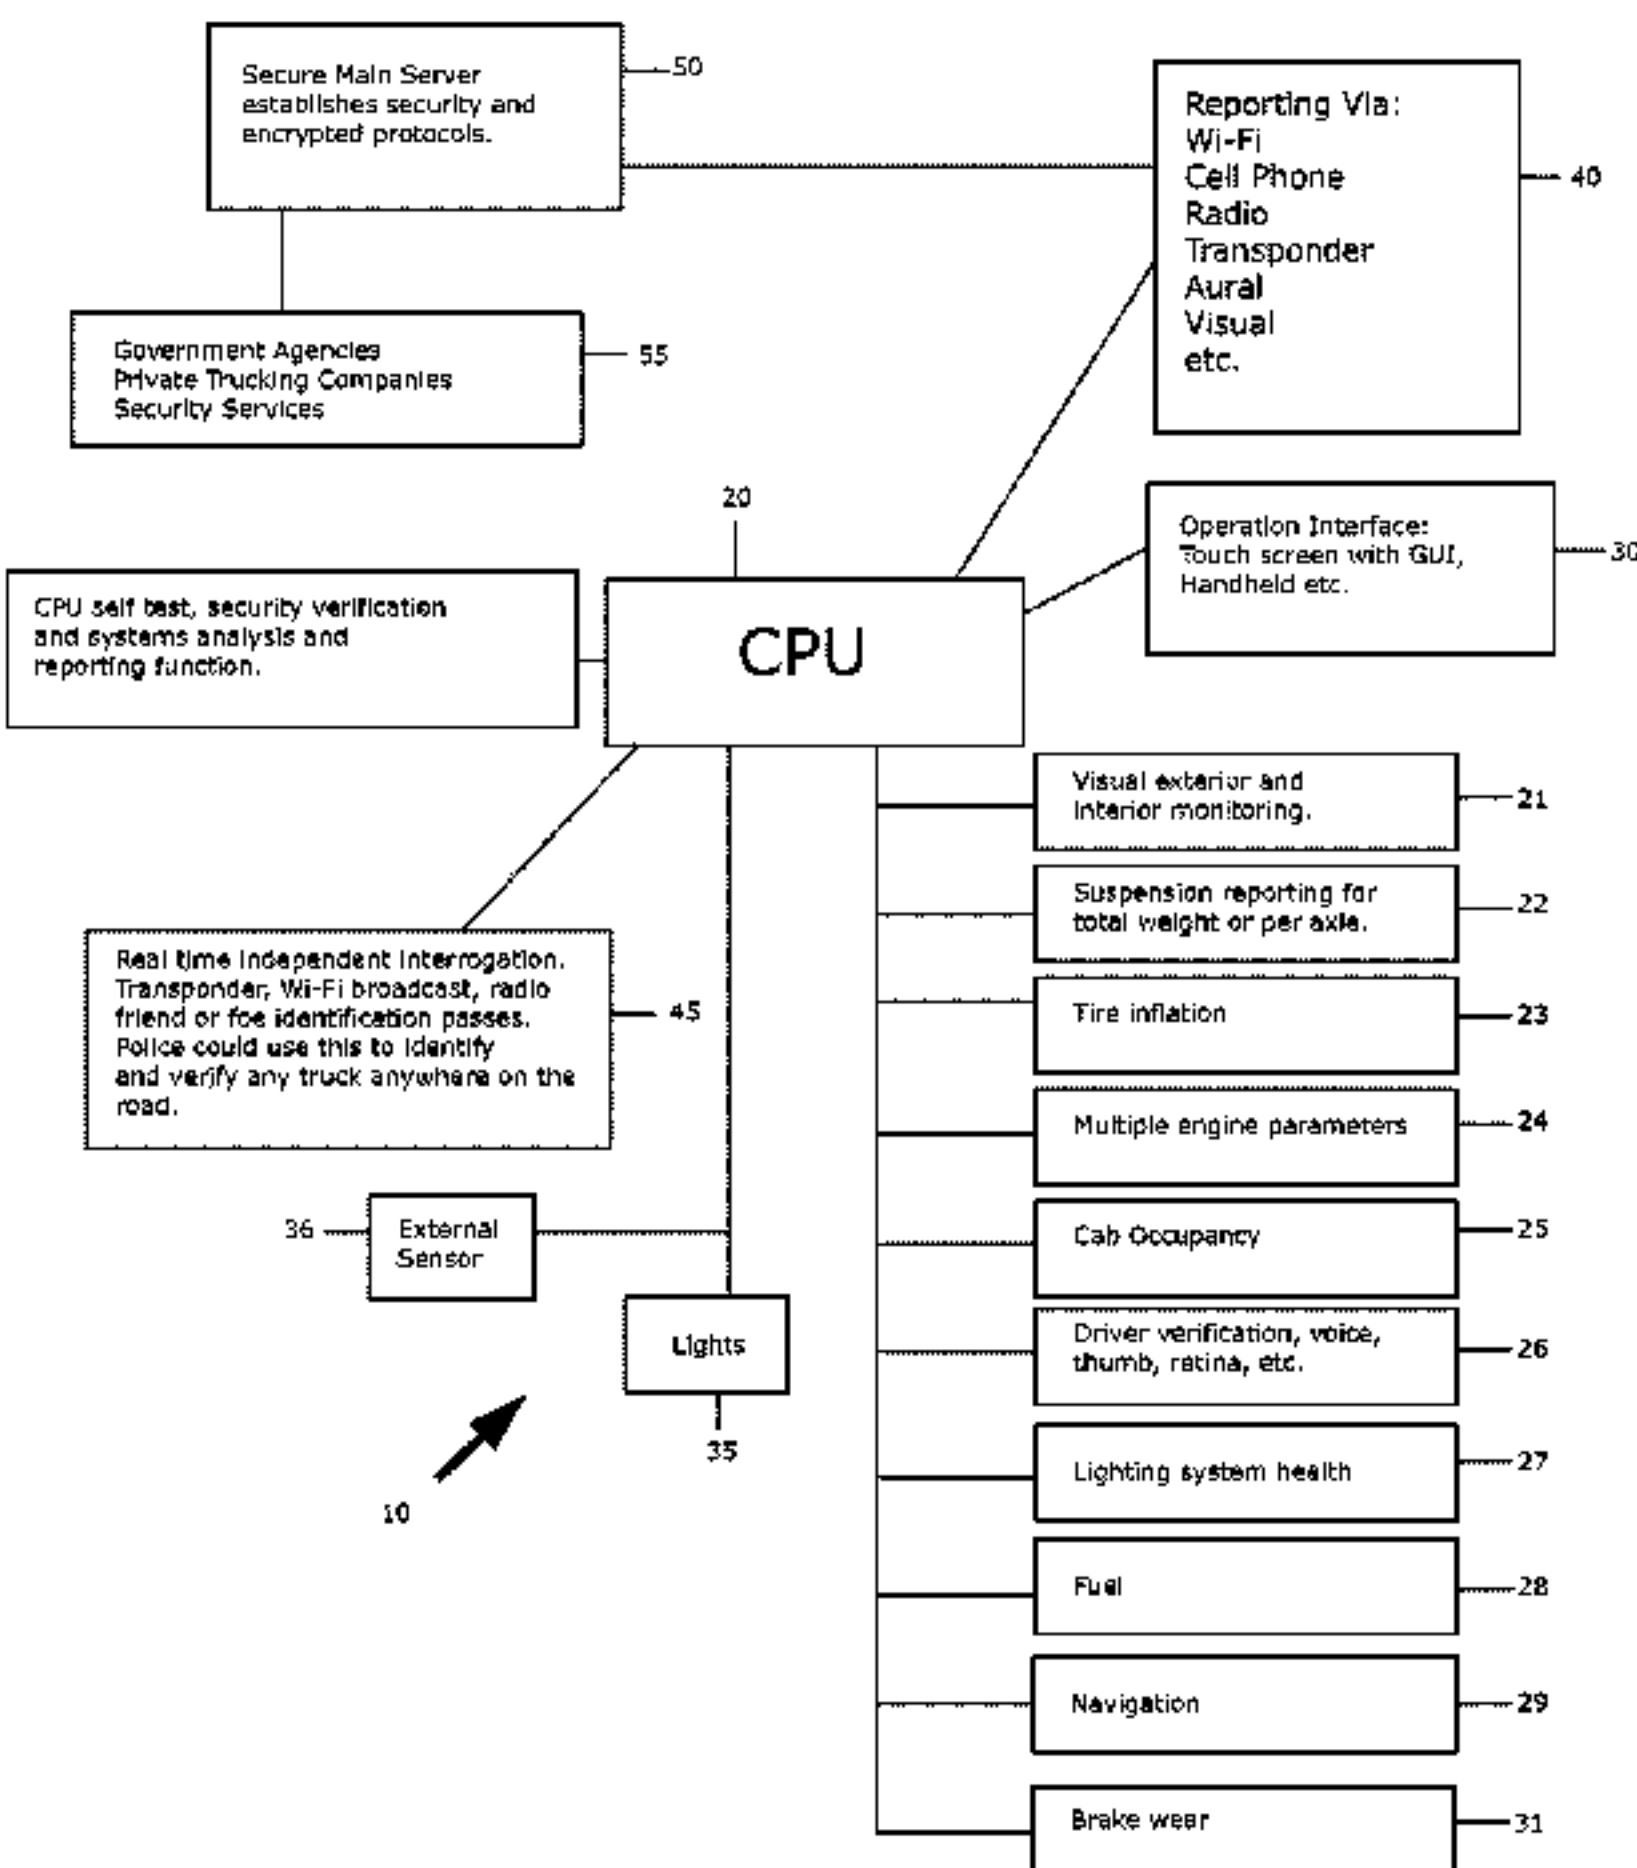 Secure Main Server
establishes security and
encrypted protocols.
50
Reporting Via:
Wi-Fi
Cell Phone
Radio
Transponder
Aural
Visual
etc.
40
Government Agencies
Private Trucking Companies
Security Services
55
20
Operation Interface:
Touch screen with GUI,
Handheld etc.
30
CPU self test, security verification
and systems analysis and
reporting function.
CPU
Visual exterior and
Interior monitoring.
21
Suspension reporting for
total weight or per axle.
22
Real time independent interrogation.
Transponder, Wi-Fi broadcast, radio
friend or foe identification passes.
Police could use this to identify
and verify any truck anywhere on the
road.
45
Tire inflation
23
Multiple engine parameters
24
36
External
Sensor
Cab Occupancy
25
Lights
35
Driver verification, voice,
thumb, retina, etc.
26
10
Lighting system health
27
Fuel
28
Navigation
29
Brake wear
31